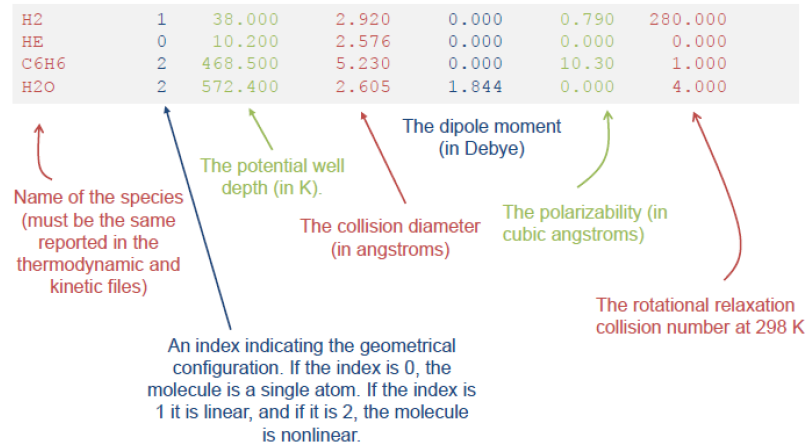 H2 1 38.000 2.920 0.000 0.790 280.000
HE 0 10.200 2.576 0.000 0.000 0.000
C6H6 2 468.500 5.230 0.000 10.30 1.000
H2O 2 572.400 2.605 1.844 0.000 4.000
The dipole moment
(in Debye)
The potential well
depth (in K).
Name of the species
(must be the same
reported in the
thermodynamic and
kinetic files)
The collision diameter
(in angstroms)
The polarizability (in
cubic angstroms)
The rotational relaxation
collision number at 298 K
An index indicating the geometrical
configuration. If the index is 0, the
molecule is a single atom. If the index is
1 it is linear, and if it is 2, the molecule
is nonlinear.